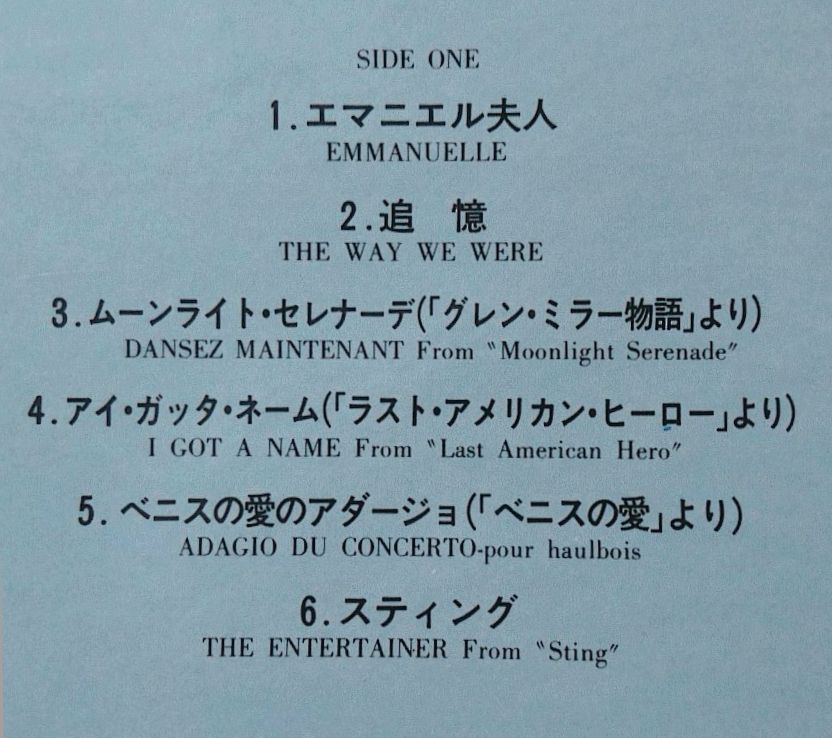 SIDE ONE
1.エマニエル夫人
EMMANUELLE
2.追 憶
THE WAY WE WERE
3.ムーンライト・セレナーデ(「グレン・ミラー物語」より)
DANSEZ MAINTENANT From "Moonlight Serenade"
4.アイ・ガッタ・ネーム(「ラスト・アメリカン・ヒーロー」より)
I GOT A NAME From "Last American Hero"
5. ベニスの愛のアダージョ(「ベニスの愛」より)
ADAGIO DU CONCERTO-pour haulbois
6.スティング
THE ENTERTAINER From "Sting"